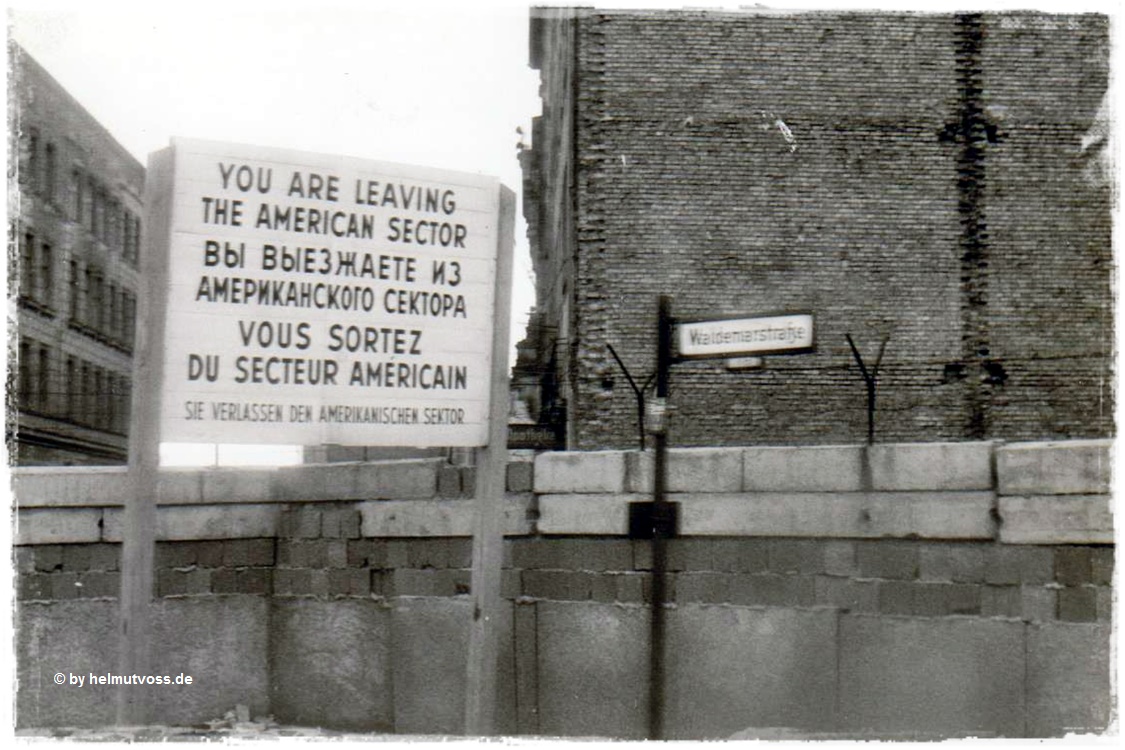 YOU ARE LEAVING
THE AMERICAN SECTOR
ВЫ ВЫЕЗЖАЕТЕ ИЗ
АМЕРИКАНСКОГО СЕКТОРА
VOUS SORTEZ
DU SECTEUR AMÉRICAIN
SIE VERLASSEN DEN AMERIKANISCHEN SEKTOR
Waldemarstraße
© by helmutvoss.de